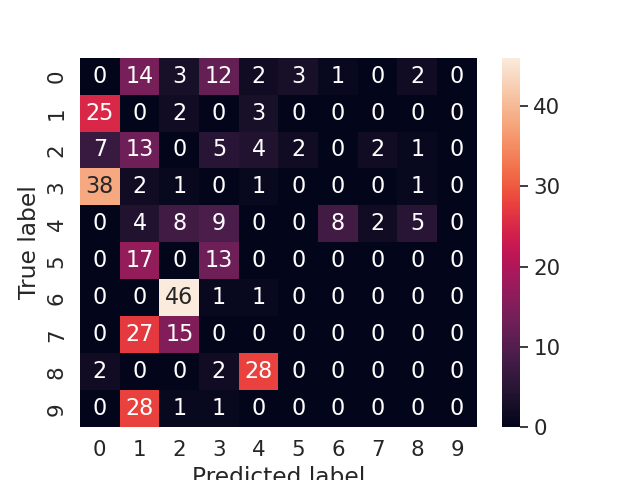 0 0 14 3 12 2 3 1 0 2 0
1 25 0 2 0 3 0 0 0 0 0
2 7 13 0 5 4 2 0 2 1 0
3 38 2 1 0 1 0 0 0 1 0
4 0 4 8 9 0 0 8 2 5 0
5 0 17 0 13 0 0 0 0 0 0
6 0 0 46 1 1 0 0 0 0 0
7 0 27 15 0 0 0 0 0 0 0
8 2 0 0 2 28 0 0 0 0 0
9 0 28 1 1 0 0 0 0 0 0
0 1 2 3 4 5 6 7 8 9
True label
Predicted label
40
30
20
10
0